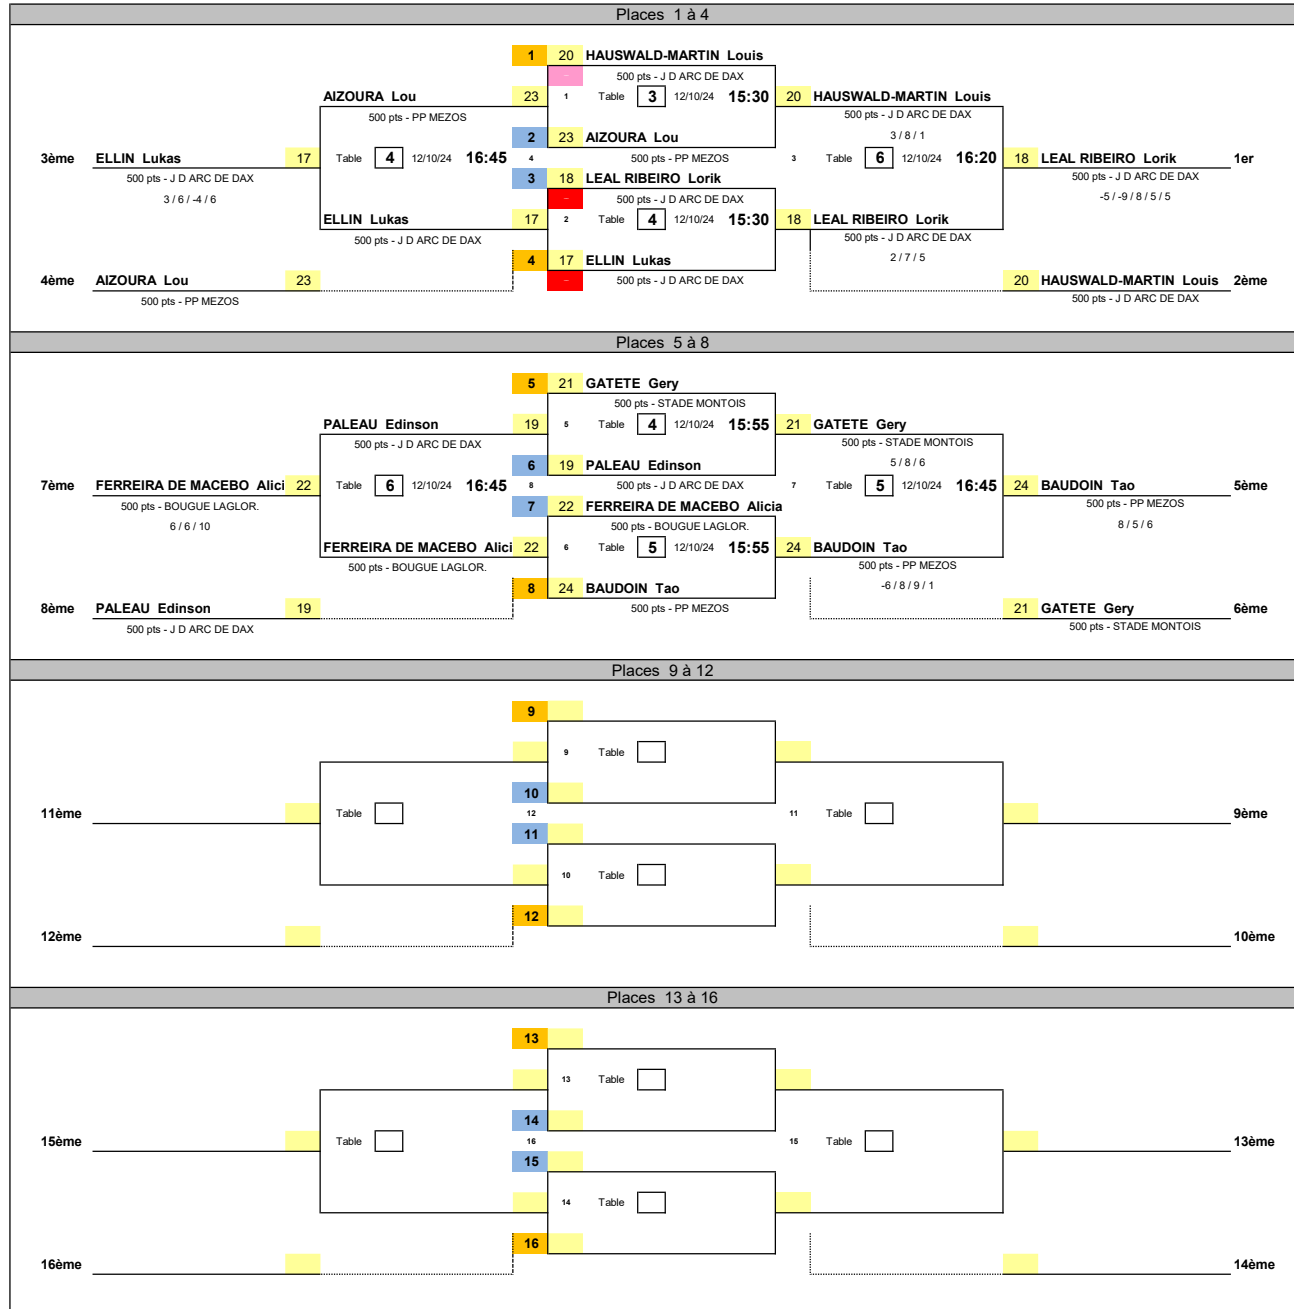 Places 1 à 4
1 20 HAUSWALD-MARTIN Louis
500 pts - J D ARC DE DAX
AIZOURA Lou 23 1 Table 3 12/10/24 15:30 20 HAUSWALD-MARTIN Louis
500 pts - PP MEZOS 500 pts - J D ARC DE DAX
2 23 AIZOURA Lou 3 / 8 / 1
3ème ELLIN Lukas 17 Table 4 12/10/24 16:45 4 500 pts - PP MEZOS 3 Table 6 12/10/24 16:20 18 LEAL RIBEIRO Lorik 1er
500 pts - J D ARC DE DAX 3 18 LEAL RIBEIRO Lorik 500 pts - J D ARC DE DAX
3 / 6 / -4 / 6 500 pts - J D ARC DE DAX -5 / -9 / 8 / 5 / 5
ELLIN Lukas 17 2 Table 4 12/10/24 15:30 18 LEAL RIBEIRO Lorik
500 pts - J D ARC DE DAX 500 pts - J D ARC DE DAX
4 17 ELLIN Lukas 2 / 7 / 5
4ème AIZOURA Lou 23 500 pts - J D ARC DE DAX 20 HAUSWALD-MARTIN Louis 2ème
500 pts - PP MEZOS 500 pts - J D ARC DE DAX
Places 5 à 8
5 21 GATETE Gery
500 pts - STADE MONTOIS
PALEAU Edinson 19 5 Table 4 12/10/24 15:55 21 GATETE Gery
500 pts - J D ARC DE DAX 500 pts - STADE MONTOIS
6 19 PALEAU Edinson 5 / 8 / 6
7ème FERREIRA DE MACEBO Alici 22 Table 6 12/10/24 16:45 8 500 pts - J D ARC DE DAX 7 Table 5 12/10/24 16:45 24 BAUDOIN Tao 5ème
500 pts - BOUGUE LAGLOR. 7 22 FERREIRA DE MACEBO Alicia 500 pts - PP MEZOS
6 / 6 / 10 500 pts - BOUGUE LAGLOR. 8 / 5 / 6
FERREIRA DE MACEBO Alici 22 6 Table 5 12/10/24 15:55 24 BAUDOIN Tao
500 pts - BOUGUE LAGLOR. 500 pts - PP MEZOS
8 24 BAUDOIN Tao -6 / 8 / 9 / 1
8ème PALEAU Edinson 19 500 pts - PP MEZOS 21 GATETE Gery 6ème
500 pts - J D ARC DE DAX 500 pts - STADE MONTOIS
Places 9 à 12
9
9 Table
10
11ème Table 12 11 Table 9ème
11
10 Table
12
12ème 10ème
Places 13 à 16
13
13 Table
14
15ème Table 16 15 Table 13ème
15
14 Table
16
16ème 14ème